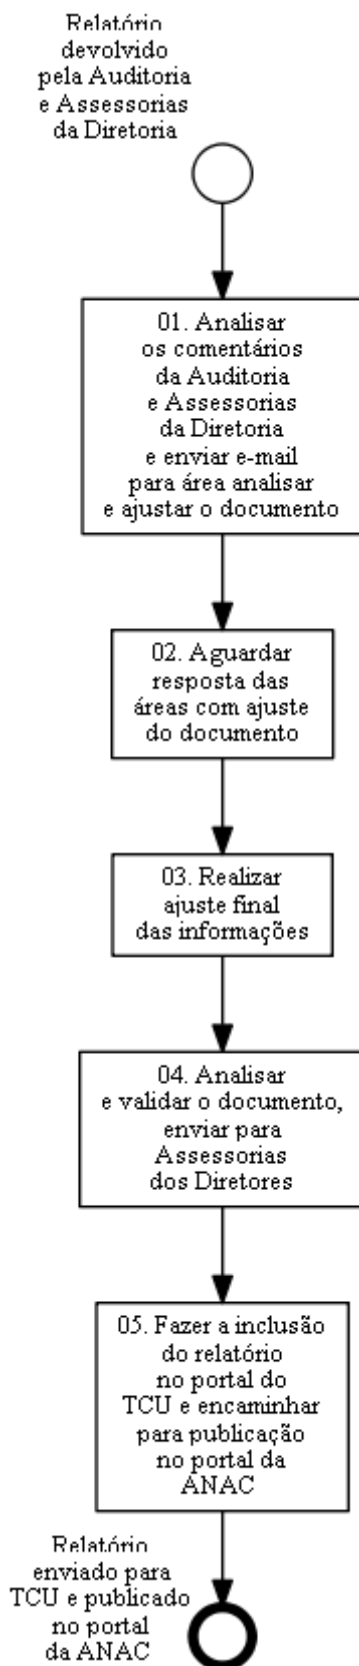 Relatório
devolvido
pela Auditoria
e Assessorias
da Diretoria
01. Analisar
os comentários
da Auditoria
e Assessorias
da Diretoria
e enviar e-mail
para área analisar
e ajustar o documento
02. Aguardar
resposta das
áreas com ajuste
do documento
03. Realizar
ajuste final
das informações
04. Analisar
e validar o documento,
enviar para
Assessorias
dos Diretores
05. Fazer a inclusão
do relatório
no portal do
TCU e encaminhar
para publicação
no portal da
ANAC
Relatório
enviado para
TCU e publicado
no portal
da ANAC